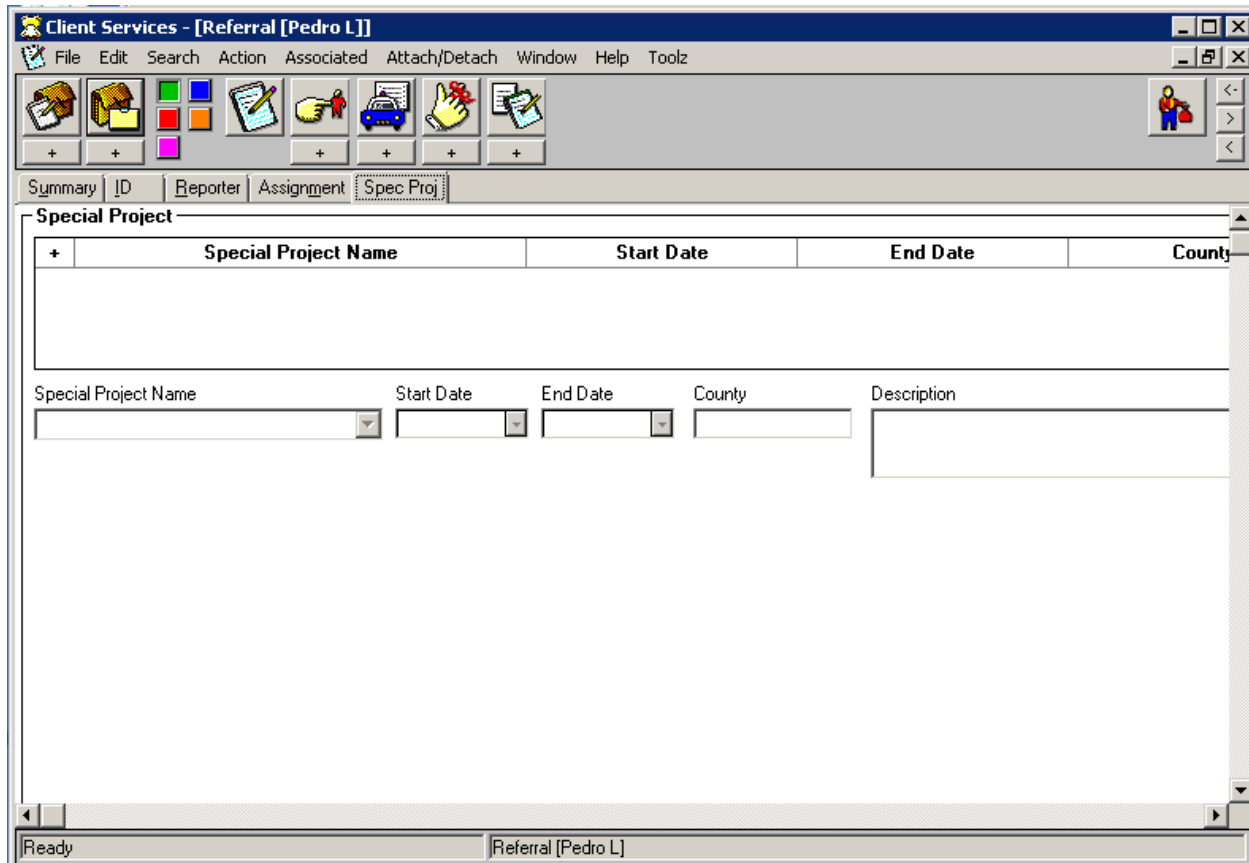 Client Services - [Referral [Pedro L]]
File Edit Search Action Associated Attach/Detach Window Help Toolz
<-
>
<
+ + + + + +
Summary ID Reporter Assignment Spec Proj
Special Project
+ Special Project Name Start Date End Date County
Special Project Name Start Date End Date County Description
Ready Referral [Pedro L]